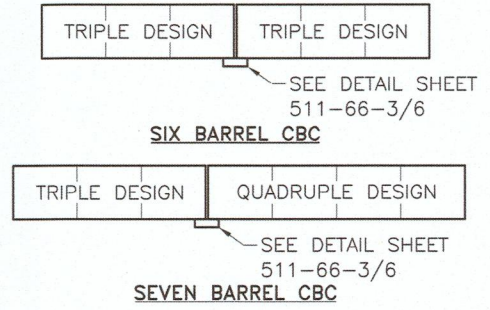 TRIPLE DESIGN TRIPLE DESIGN
SEE DETAIL SHEET
511-66-3/6
SIX BARREL CBC
TRIPLE DESIGN QUADRUPLE DESIGN
SEE DETAIL SHEET
511-66-3/6
SEVEN BARREL CBC